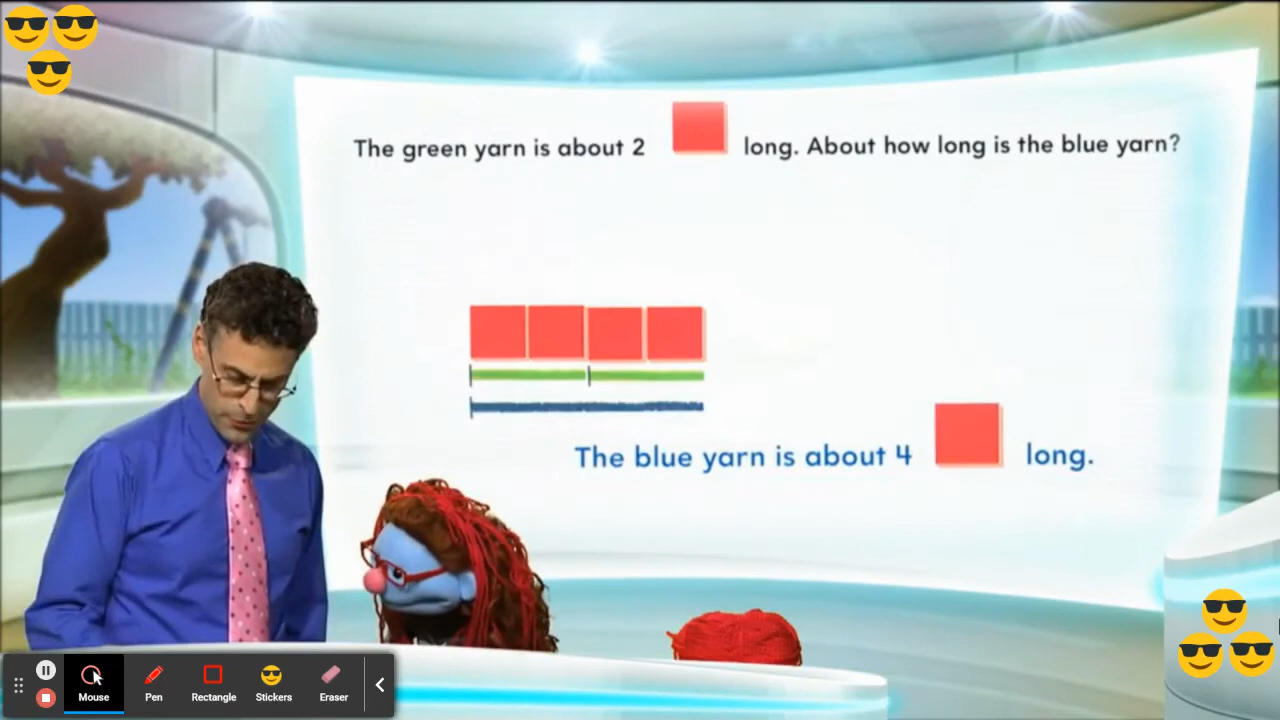 The green yarn is about 2 long. About how long is the blue yarn?
The blue yarn is about 4 long.
Mouse
Pen
Rectangle
Stickers
Eraser